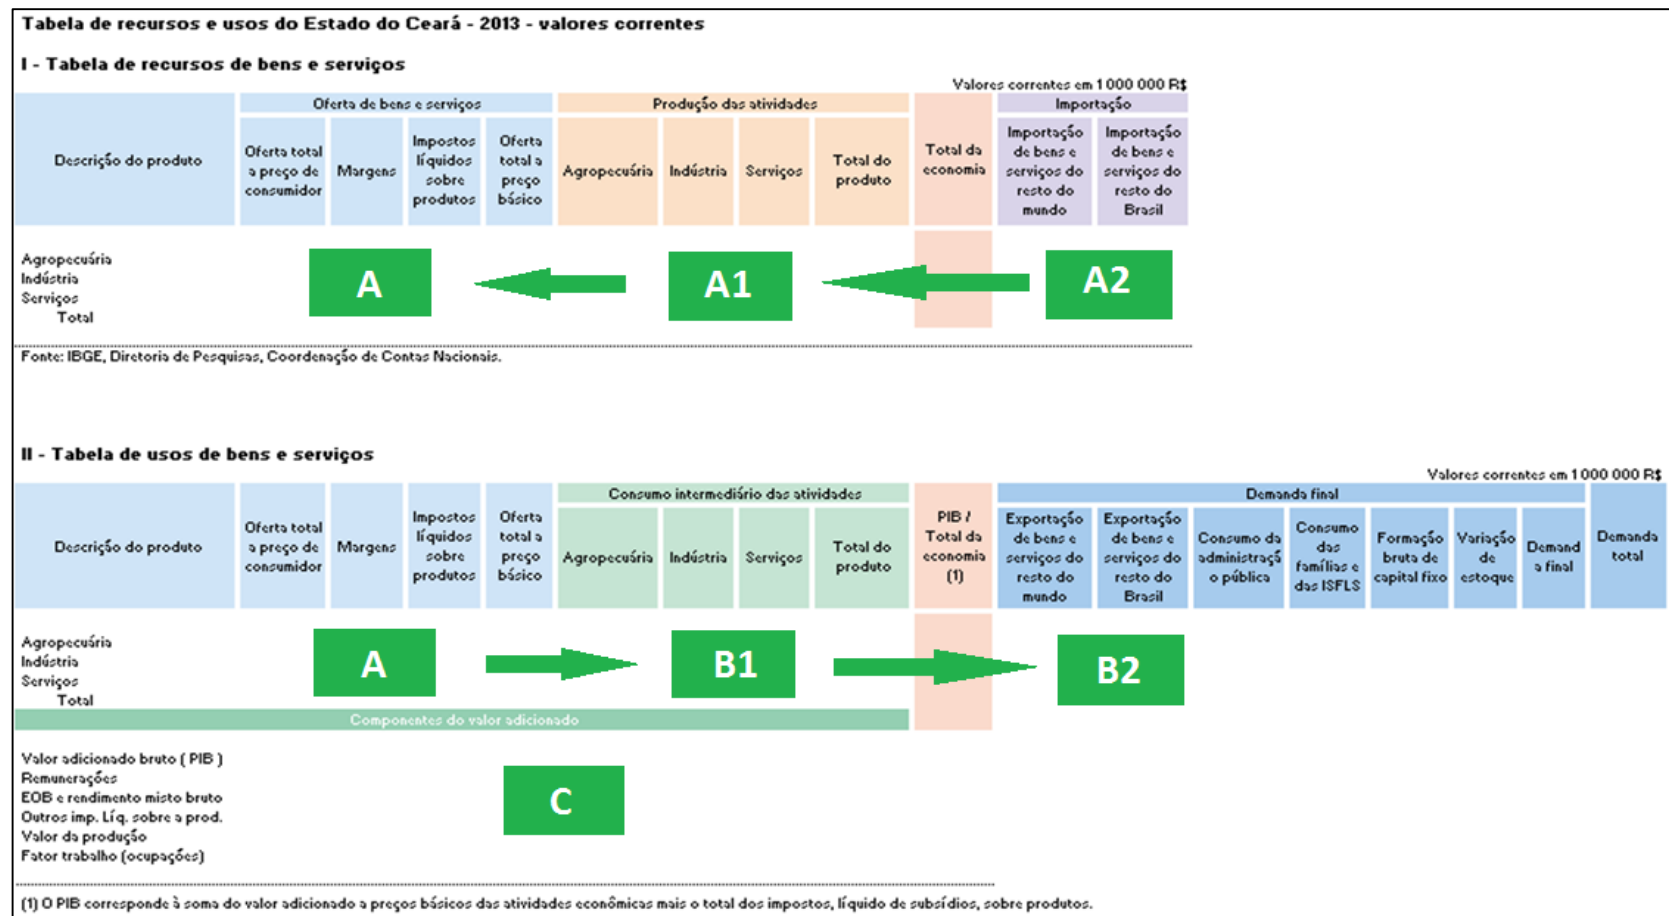 Tabela de recursos e usos do Estado do Ceará - 2013 - valores correntes
I - Tabela de recursos de bens e serviços
Valores correntes em 1 000 000 R$
Descrição do produto
Oferta de bens e serviços
Produção das atividades
Total da
economia
Importação
Oferta total
a preço de
consumidor
Margens
Impostos
líquidos
sobre
produtos
Oferta
total a
preço
básico
Agropecuária
Indústria
Serviços
Total do
produto
Importação
de bens e
serviços do
resto do
mundo
Importação
de bens e
serviços do
resto do
Brasil
Agropecuária
Indústria
Serviços
Total
A
A1
A2
Fonte: IBGE, Diretoria de Pesquisas, Coordenação de Contas Nacionais.
II - Tabela de usos de bens e serviços
Valores correntes em 1 000 000 R$
Descrição do produto
Oferta total
a preço de
consumidor
Margens
Impostos
líquidos
sobre
produtos
Oferta
total a
preço
básico
Consumo intermediário das atividades
Agropecuária
Indústria
Serviços
Total do
produto
PIB /
Total da
economia
(1)
Demanda final
Exportação
de bens e
serviços do
resto do
mundo
Exportação
de bens e
serviços do
resto do
Brasil
Consumo da
administraçã
o pública
Consumo
das
famílias e
das ISFLS
Formação
bruta de
capital fixo
Variação
de
estoque
Demand
a final
Demanda
total
Agropecuária
Indústria
Serviços
Total
A
B1
B2
Componentes do valor adicionado
Valor adicionado bruto ( PIB )
Remunerações
EOB e rendimento misto bruto
Outros imp. Líq. sobre a prod.
Valor da produção
Fator trabalho (ocupações)
C
(1) O PIB corresponde à soma do valor adicionado a preços básicos das atividades econômicas mais o total dos impostos, líquido de subsídios, sobre produtos.